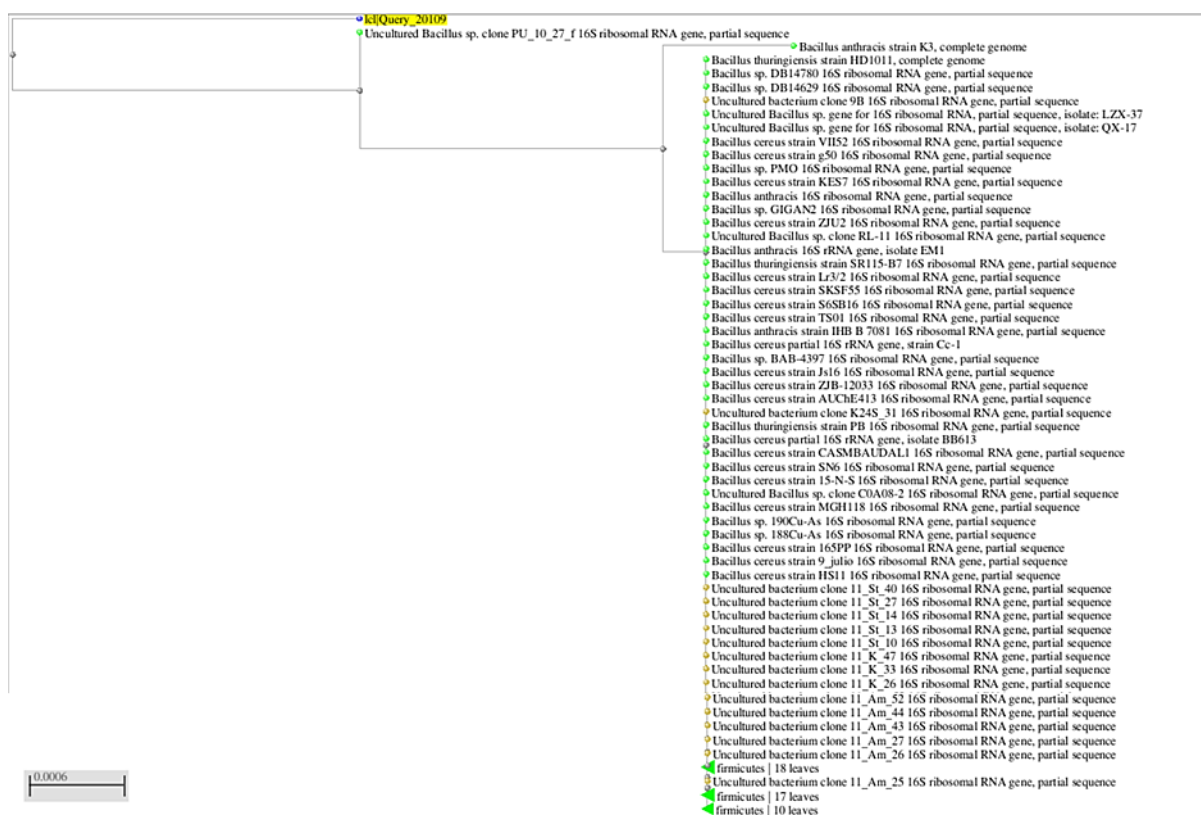 lcl|Query_20109
Uncultured Bacillus sp. clone PU_10_27_f 16S ribosomal RNA gene, partial sequence
Bacillus anthracis strain K3, complete genome
Bacillus thuringiensis strain HD1011, complete genome
Bacillus sp. DB14780 16S ribosomal RNA gene, partial sequence
Bacillus sp. DB14629 16S ribosomal RNA gene, partial sequence
Uncultured bacterium clone 9B 16S ribosomal RNA gene, partial sequence
Uncultured Bacillus sp. gene for 16S ribosomal RNA, partial sequence, isolate: LZX-37
Uncultured Bacillus sp. gene for 16S ribosomal RNA, partial sequence, isolate: QX-17
Bacillus cereus strain VII52 16S ribosomal RNA gene, partial sequence
Bacillus cereus strain g50 16S ribosomal RNA gene, partial sequence
Bacillus sp. PMO 16S ribosomal RNA gene, partial sequence
Bacillus cereus strain KES7 16S ribosomal RNA gene, partial sequence
Bacillus anthracis 16S ribosomal RNA gene, partial sequence
Bacillus sp. GIGAN2 16S ribosomal RNA gene, partial sequence
Bacillus cereus strain ZJU2 16S ribosomal RNA gene, partial sequence
Uncultured Bacillus sp. clone RL-11 16S ribosomal RNA gene, partial sequence
Bacillus anthracis 16S rRNA gene, isolate EM1
Bacillus thuringiensis strain SR115-B7 16S ribosomal RNA gene, partial sequence
Bacillus cereus strain Lr3/2 16S ribosomal RNA gene, partial sequence
Bacillus cereus strain SKSF55 16S ribosomal RNA gene, partial sequence
Bacillus cereus strain S6SB16 16S ribosomal RNA gene, partial sequence
Bacillus cereus strain TS01 16S ribosomal RNA gene, partial sequence
Bacillus anthracis strain IHB B 7081 16S ribosomal RNA gene, partial sequence
Bacillus cereus partial 16S rRNA gene, strain Cc-1
Bacillus sp. BAB-4397 16S ribosomal RNA gene, partial sequence
Bacillus cereus strain Js16 16S ribosomal RNA gene, partial sequence
Bacillus cereus strain ZJB-12033 16S ribosomal RNA gene, partial sequence
Bacillus cereus strain AUChE413 16S ribosomal RNA gene, partial sequence
Uncultured bacterium clone K24S_31 16S ribosomal RNA gene, partial sequence
Bacillus thuringiensis strain PB 16S ribosomal RNA gene, partial sequence
Bacillus cereus partial 16S rRNA gene, isolate BB613
Bacillus cereus strain CASMBAUDAL1 16S ribosomal RNA gene, partial sequence
Bacillus cereus strain SN6 16S ribosomal RNA gene, partial sequence
Bacillus cereus strain 15-N-S 16S ribosomal RNA gene, partial sequence
Uncultured Bacillus sp. clone C0A08-2 16S ribosomal RNA gene, partial sequence
Bacillus cereus strain MGH118 16S ribosomal RNA gene, partial sequence
Bacillus sp. 190Cu-As 16S ribosomal RNA gene, partial sequence
Bacillus sp. 188Cu-As 16S ribosomal RNA gene, partial sequence
Bacillus cereus strain 165PP 16S ribosomal RNA gene, partial sequence
Bacillus cereus strain 9_julio 16S ribosomal RNA gene, partial sequence
Bacillus cereus strain HS11 16S ribosomal RNA gene, partial sequence
Uncultured bacterium clone 11_St_40 16S ribosomal RNA gene, partial sequence
Uncultured bacterium clone 11_St_27 16S ribosomal RNA gene, partial sequence
Uncultured bacterium clone 11_St_14 16S ribosomal RNA gene, partial sequence
Uncultured bacterium clone 11_St_13 16S ribosomal RNA gene, partial sequence
Uncultured bacterium clone 11_St_10 16S ribosomal RNA gene, partial sequence
Uncultured bacterium clone 11_K_47 16S ribosomal RNA gene, partial sequence
Uncultured bacterium clone 11_K_33 16S ribosomal RNA gene, partial sequence
Uncultured bacterium clone 11_K_26 16S ribosomal RNA gene, partial sequence
Uncultured bacterium clone 11_Am_52 16S ribosomal RNA gene, partial sequence
Uncultured bacterium clone 11_Am_44 16S ribosomal RNA gene, partial sequence
Uncultured bacterium clone 11_Am_43 16S ribosomal RNA gene, partial sequence
Uncultured bacterium clone 11_Am_27 16S ribosomal RNA gene, partial sequence
Uncultured bacterium clone 11_Am_26 16S ribosomal RNA gene, partial sequence
firmicutes | 18 leaves
0.0006
Uncultured bacterium clone 11_Am_25 16S ribosomal RNA gene, partial sequence
firmicutes | 17 leaves
firmicutes | 10 leaves